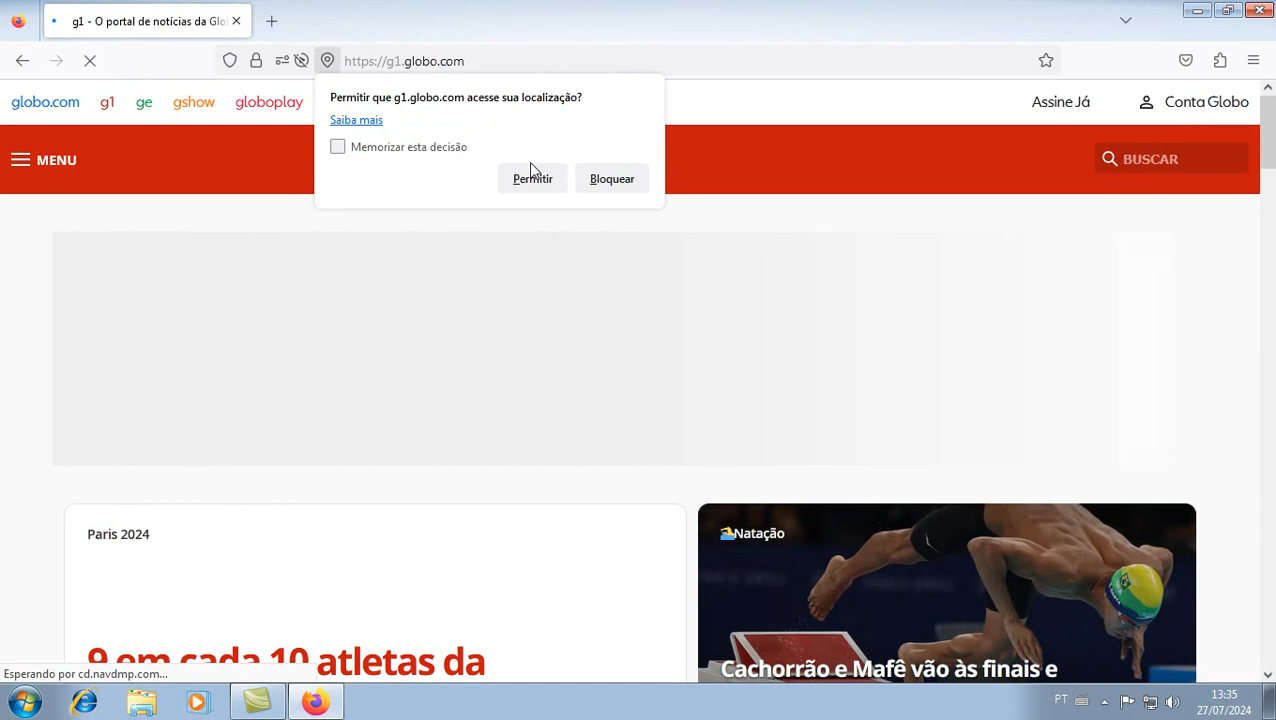 g1 - O portal de notícias da Glo
https://g1.globo.com
globo.com g1 ge gshow globoplay
Assine Já Conta Globo
Permitir que g1.globo.com acesse sua localização?
Saiba mais
Memorizar esta decisão
Permitir Bloquear
MENU
BUSCAR
Paris 2024
9 em cada 10 atletas da
Natação
Cachorrão e Mafê vão às finais e
Esperando por cd.navdmp.com...
PT
13:35
27/07/2024